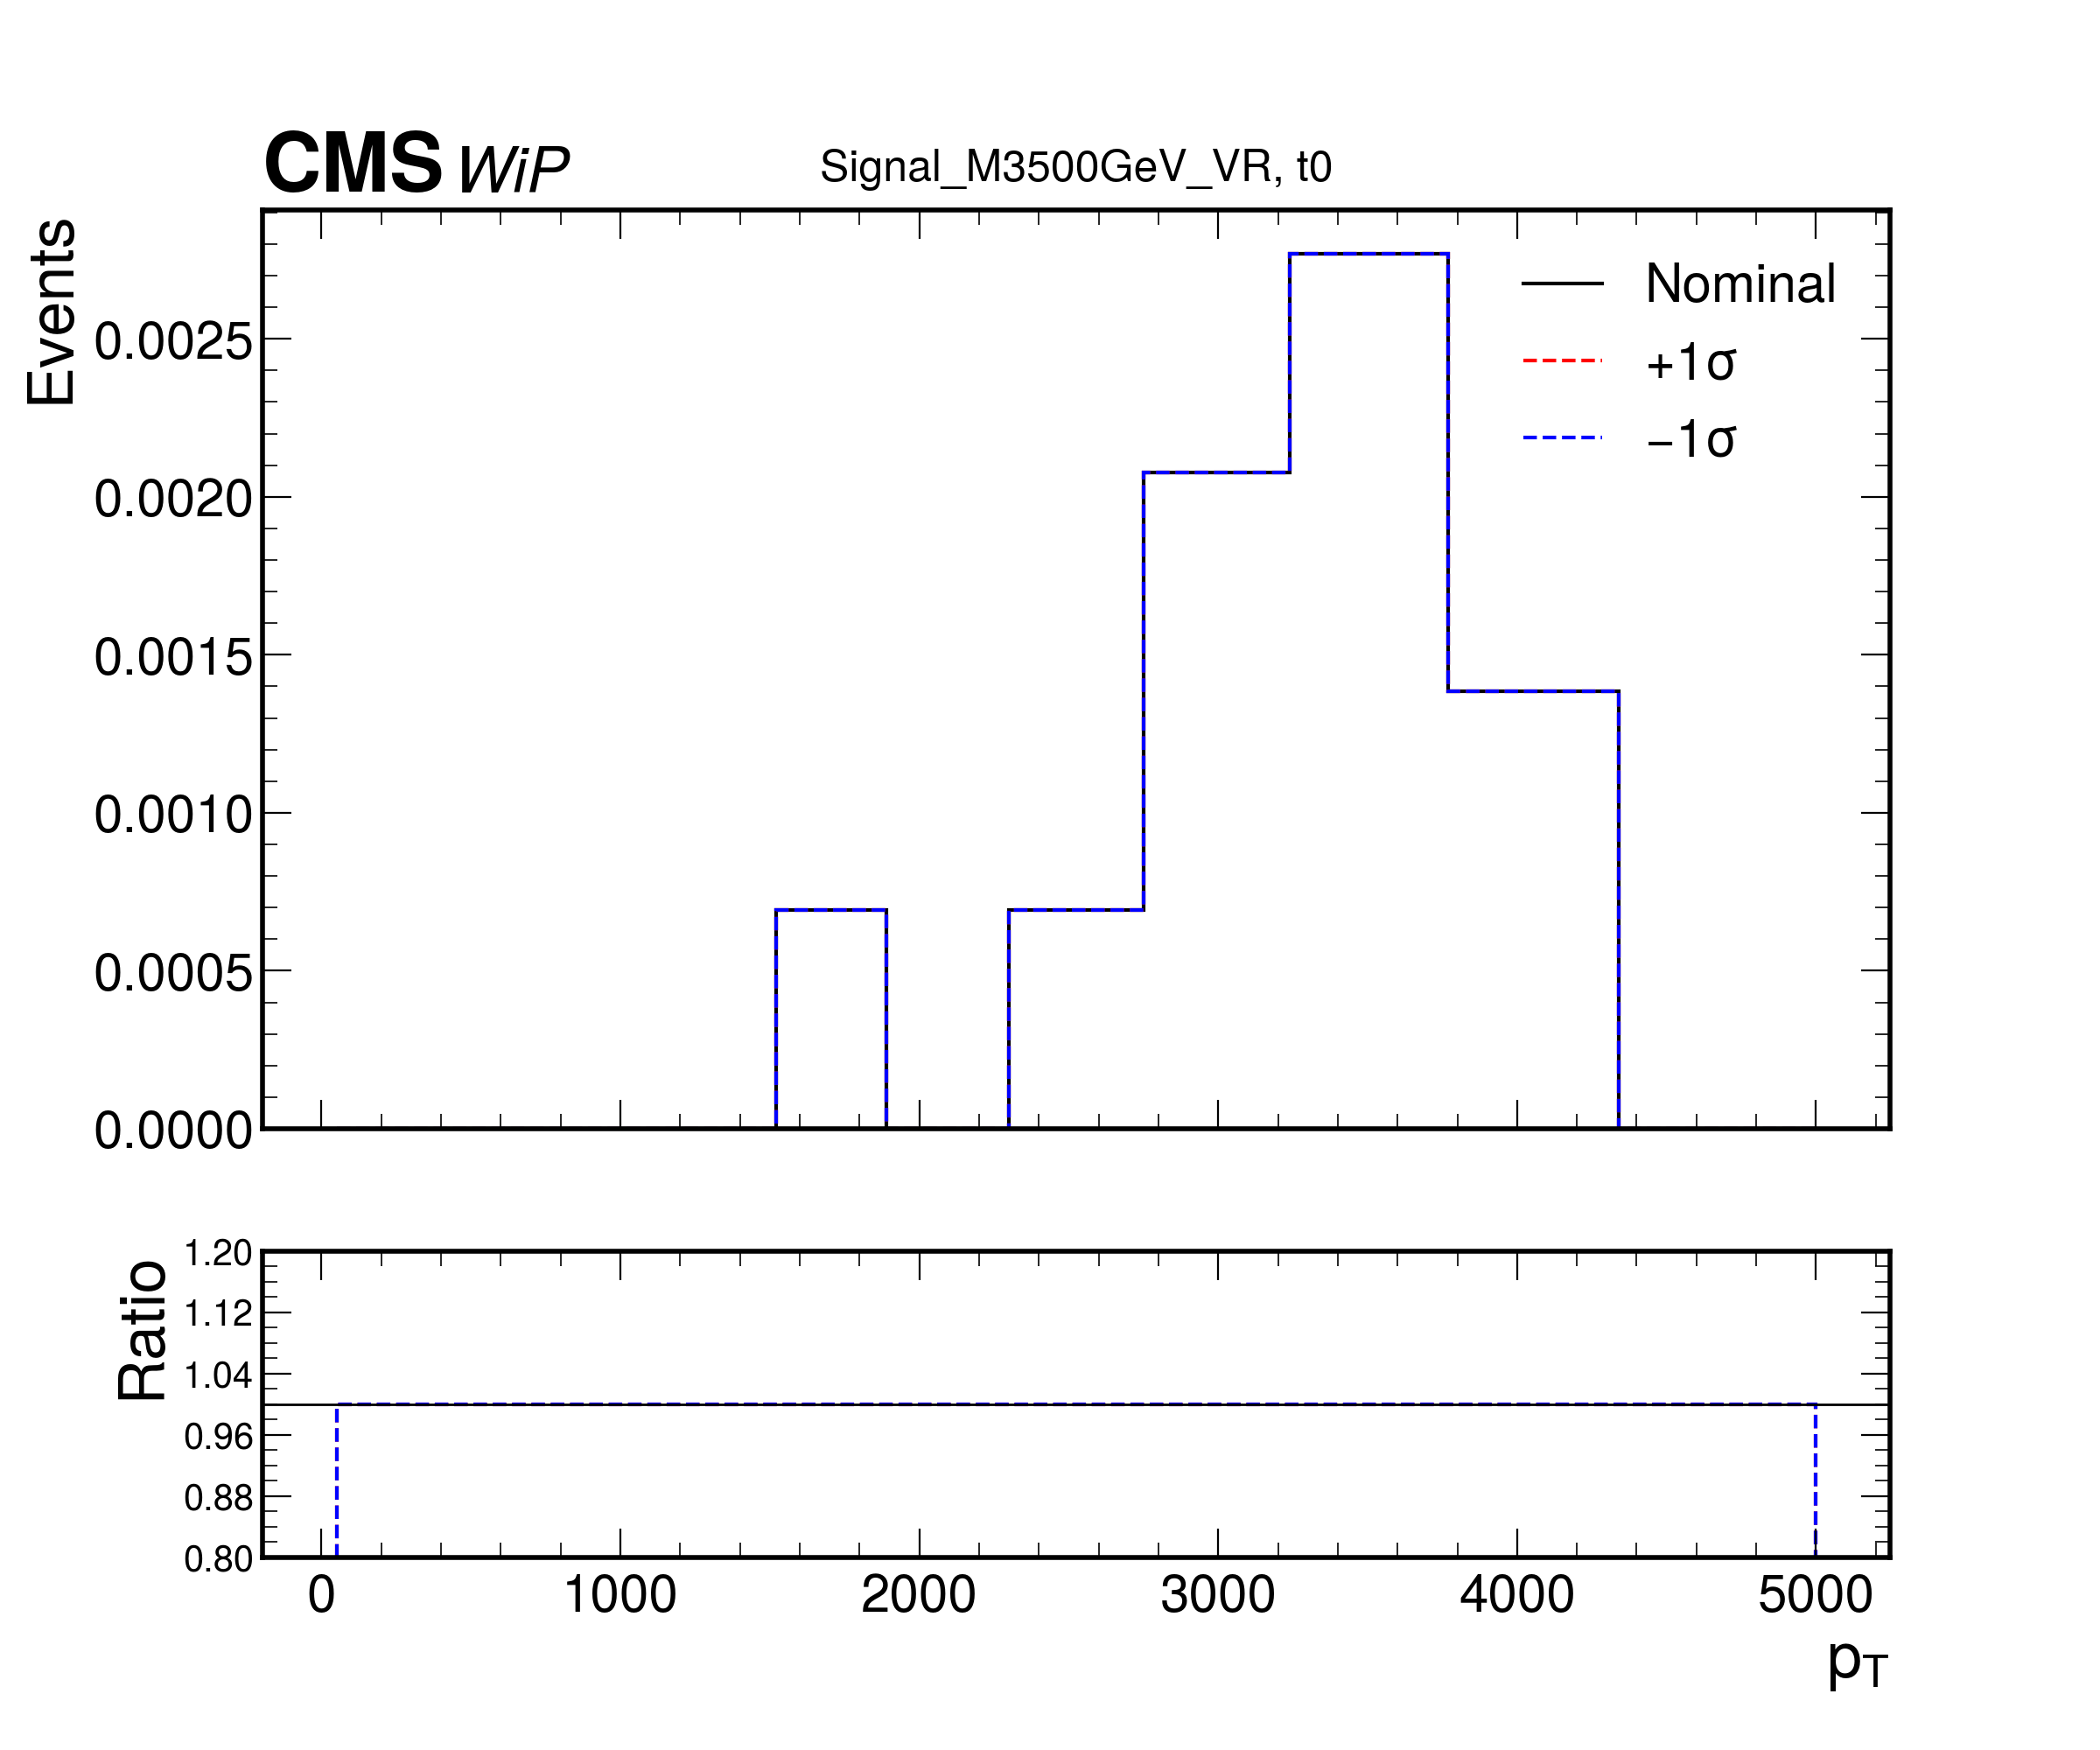 CMS WiP
Signal_M3500GeV_VR, t0
Events
0.0025
0.0020
0.0015
0.0010
0.0005
0.0000
Nominal
+1σ
−1σ
Ratio
1.20
1.12
1.04
0.96
0.88
0.80
0 1000 2000 3000 4000 5000
pT